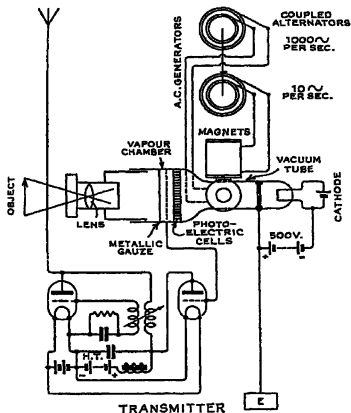 COUPLED
ALTERNATORS
1000~
PER SEC.
A.C. GENERATORS
10~
PER SEC.
MAGNETS
VAPOUR
CHAMBER
VACUUM
TUBE
OBJECT
LENS
CATHODE
PHOTO-
ELECTRIC
CELLS
METALLIC
GAUZE
500V.
+ -
H.T.
- +
E
TRANSMITTER